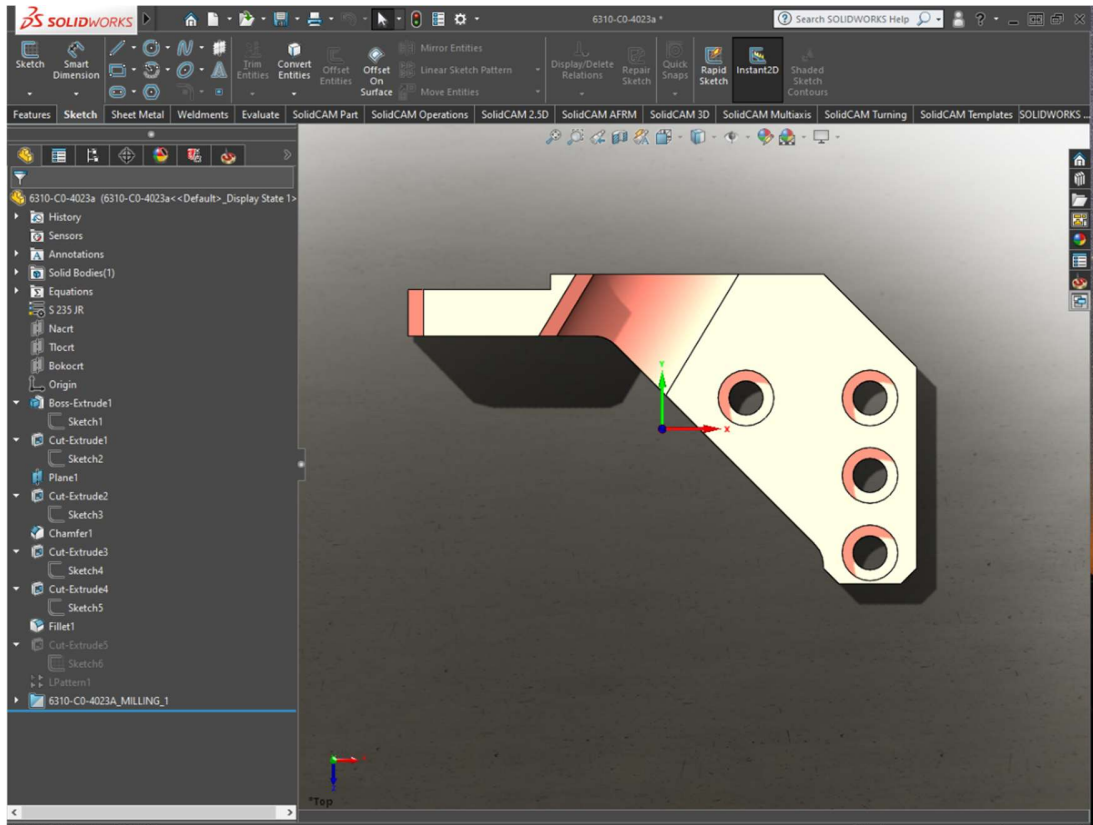 SOLIDWORKS
6310-C0-4023a *
Search SOLIDWORKS Help
Sketch
Smart Dimension
Trim Entities
Convert Entities
Offset Entities
Offset On Surface
Mirror Entities
Linear Sketch Pattern
Move Entities
Display/Delete Relations
Repair Sketch
Quick Snaps
Rapid Sketch
Instant2D
Shaded Sketch Contours
Features Sketch Sheet Metal Weldments Evaluate SolidCAM Part SolidCAM Operations SolidCAM 2.5D SolidCAM AFRM SolidCAM 3D SolidCAM Multiaxis SolidCAM Turning SolidCAM Templates SOLIDWORKS ...
6310-C0-4023a (6310-C0-4023a<<Default>_Display State 1>
History
Sensors
Annotations
Solid Bodies(1)
Equations
S 235 JR
Nacrt
Tlocrt
Bokocrt
Origin
Boss-Extrude1
Sketch1
Cut-Extrude1
Sketch2
Plane1
Cut-Extrude2
Sketch3
Chamfer1
Cut-Extrude3
Sketch4
Cut-Extrude4
Sketch5
Fillet1
Cut-Extrude5
Sketch6
LPattern1
6310-C0-4023A_MILLING_1
Y
X
*Top